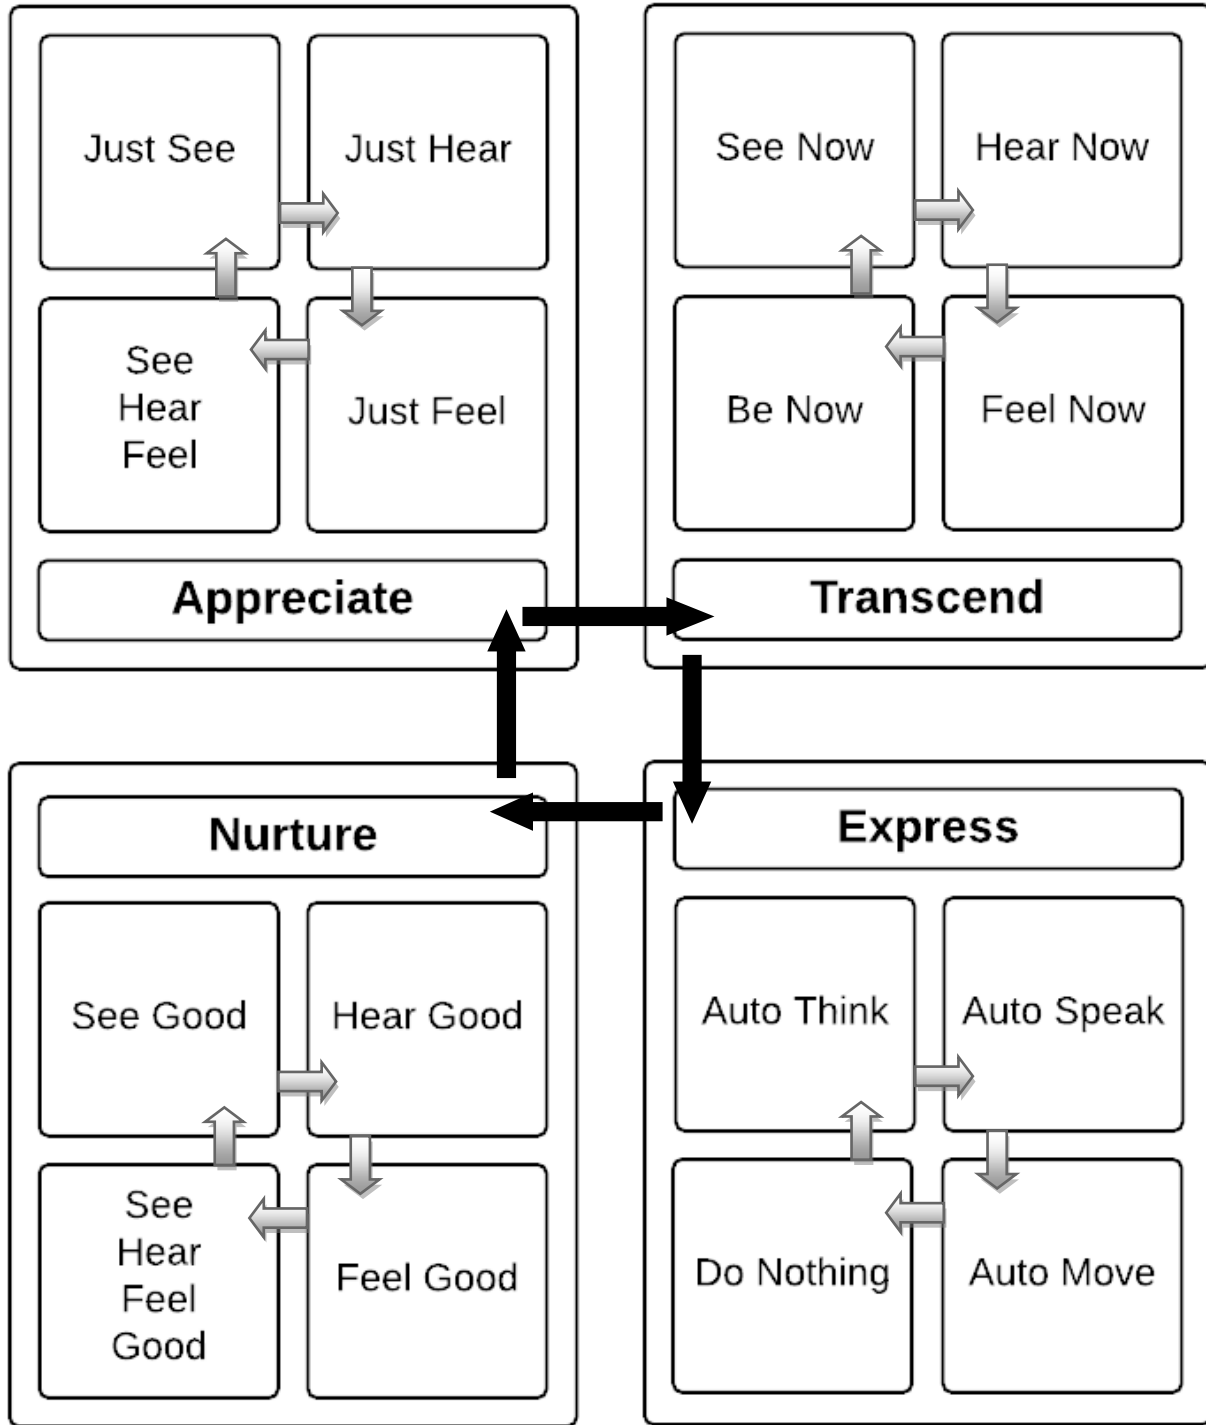 Just See
Just Hear
See
Hear
Feel
Just Feel
Appreciate
See Now
Hear Now
Be Now
Feel Now
Transcend
Nurture
See Good
Hear Good
See
Hear
Feel
Good
Feel Good
Express
Auto Think
Auto Speak
Do Nothing
Auto Move